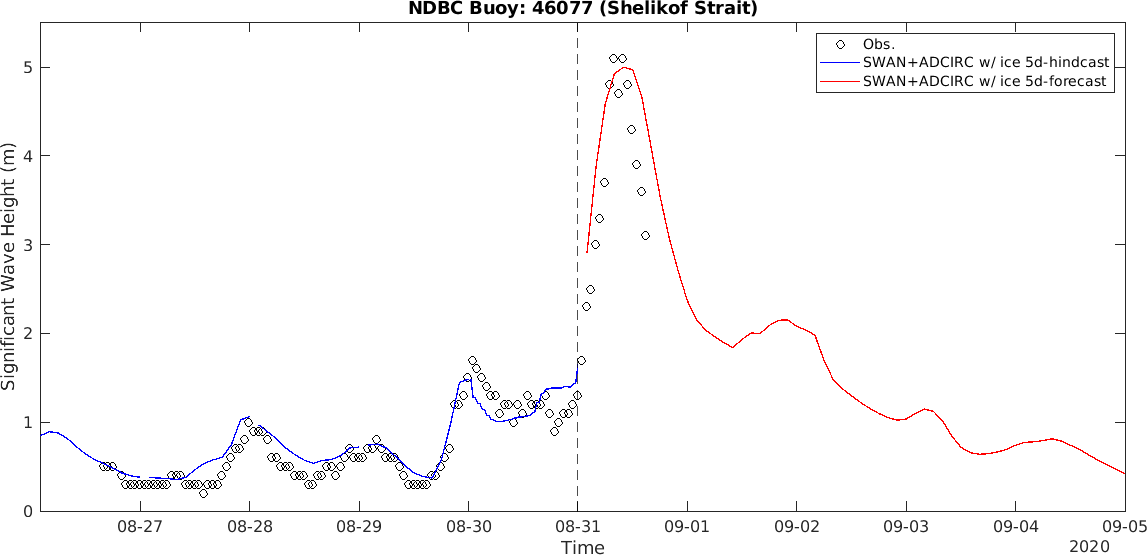 NDBC Buoy: 46077 (Shelikof Strait)
Obs.
SWAN+ADCIRC w/ ice 5d-hindcast
SWAN+ADCIRC w/ ice 5d-forecast
Significant Wave Height (m)
5
4
3
2
1
0
08-27 08-28 08-29 08-30 08-31 09-01 09-02 09-03 09-04 09-05
Time
2020